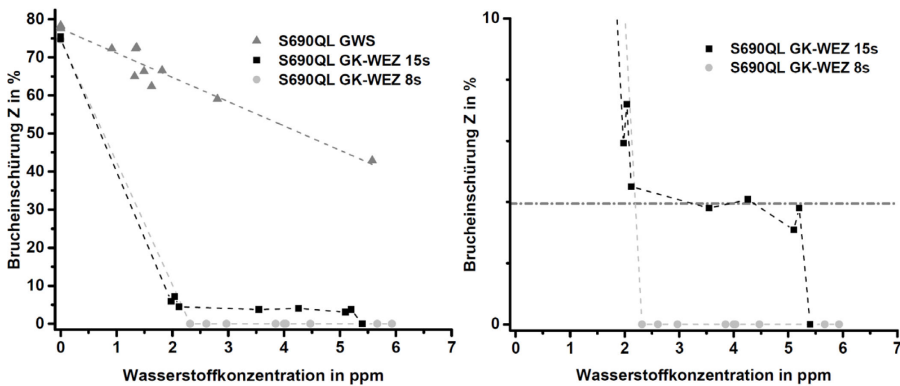 80
70
60
50
40
30
20
10
5
0
Brucheinschürung Z in %
S690QL GWS
S690QL GK-WEZ 15s
S690QL GK-WEZ 8s
0 1 2 3 4 5 6 7
Wasserstoffkonzentration in ppm
10
0
Brucheinschürung Z in %
S690QL GK-WEZ 15s
S690QL GK-WEZ 8s
0 1 2 3 4 5 6 7
Wasserstoffkonzentration in ppm